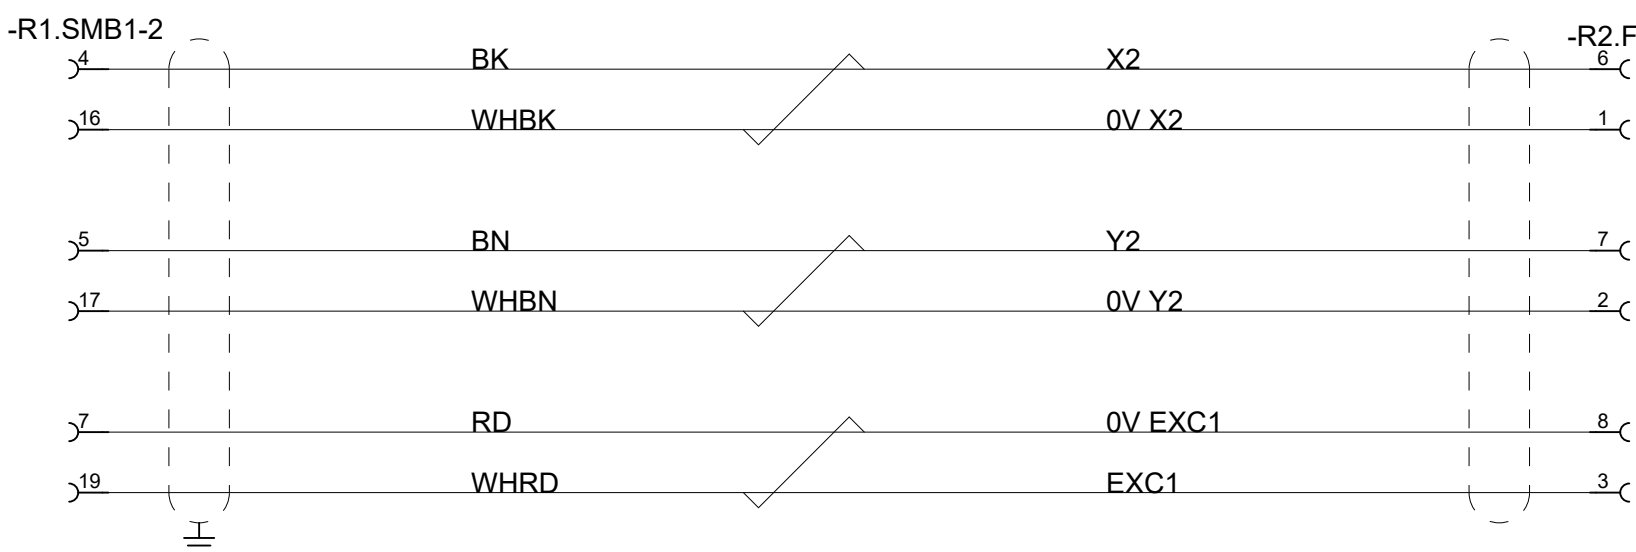 -R1.SMB1-2 -R2.F
4 BK X2 6
16 WHBK 0V X2 1
5 BN Y2 7
17 WHBN 0V Y2 2
7 RD 0V EXC1 8
19 WHRD EXC1 3